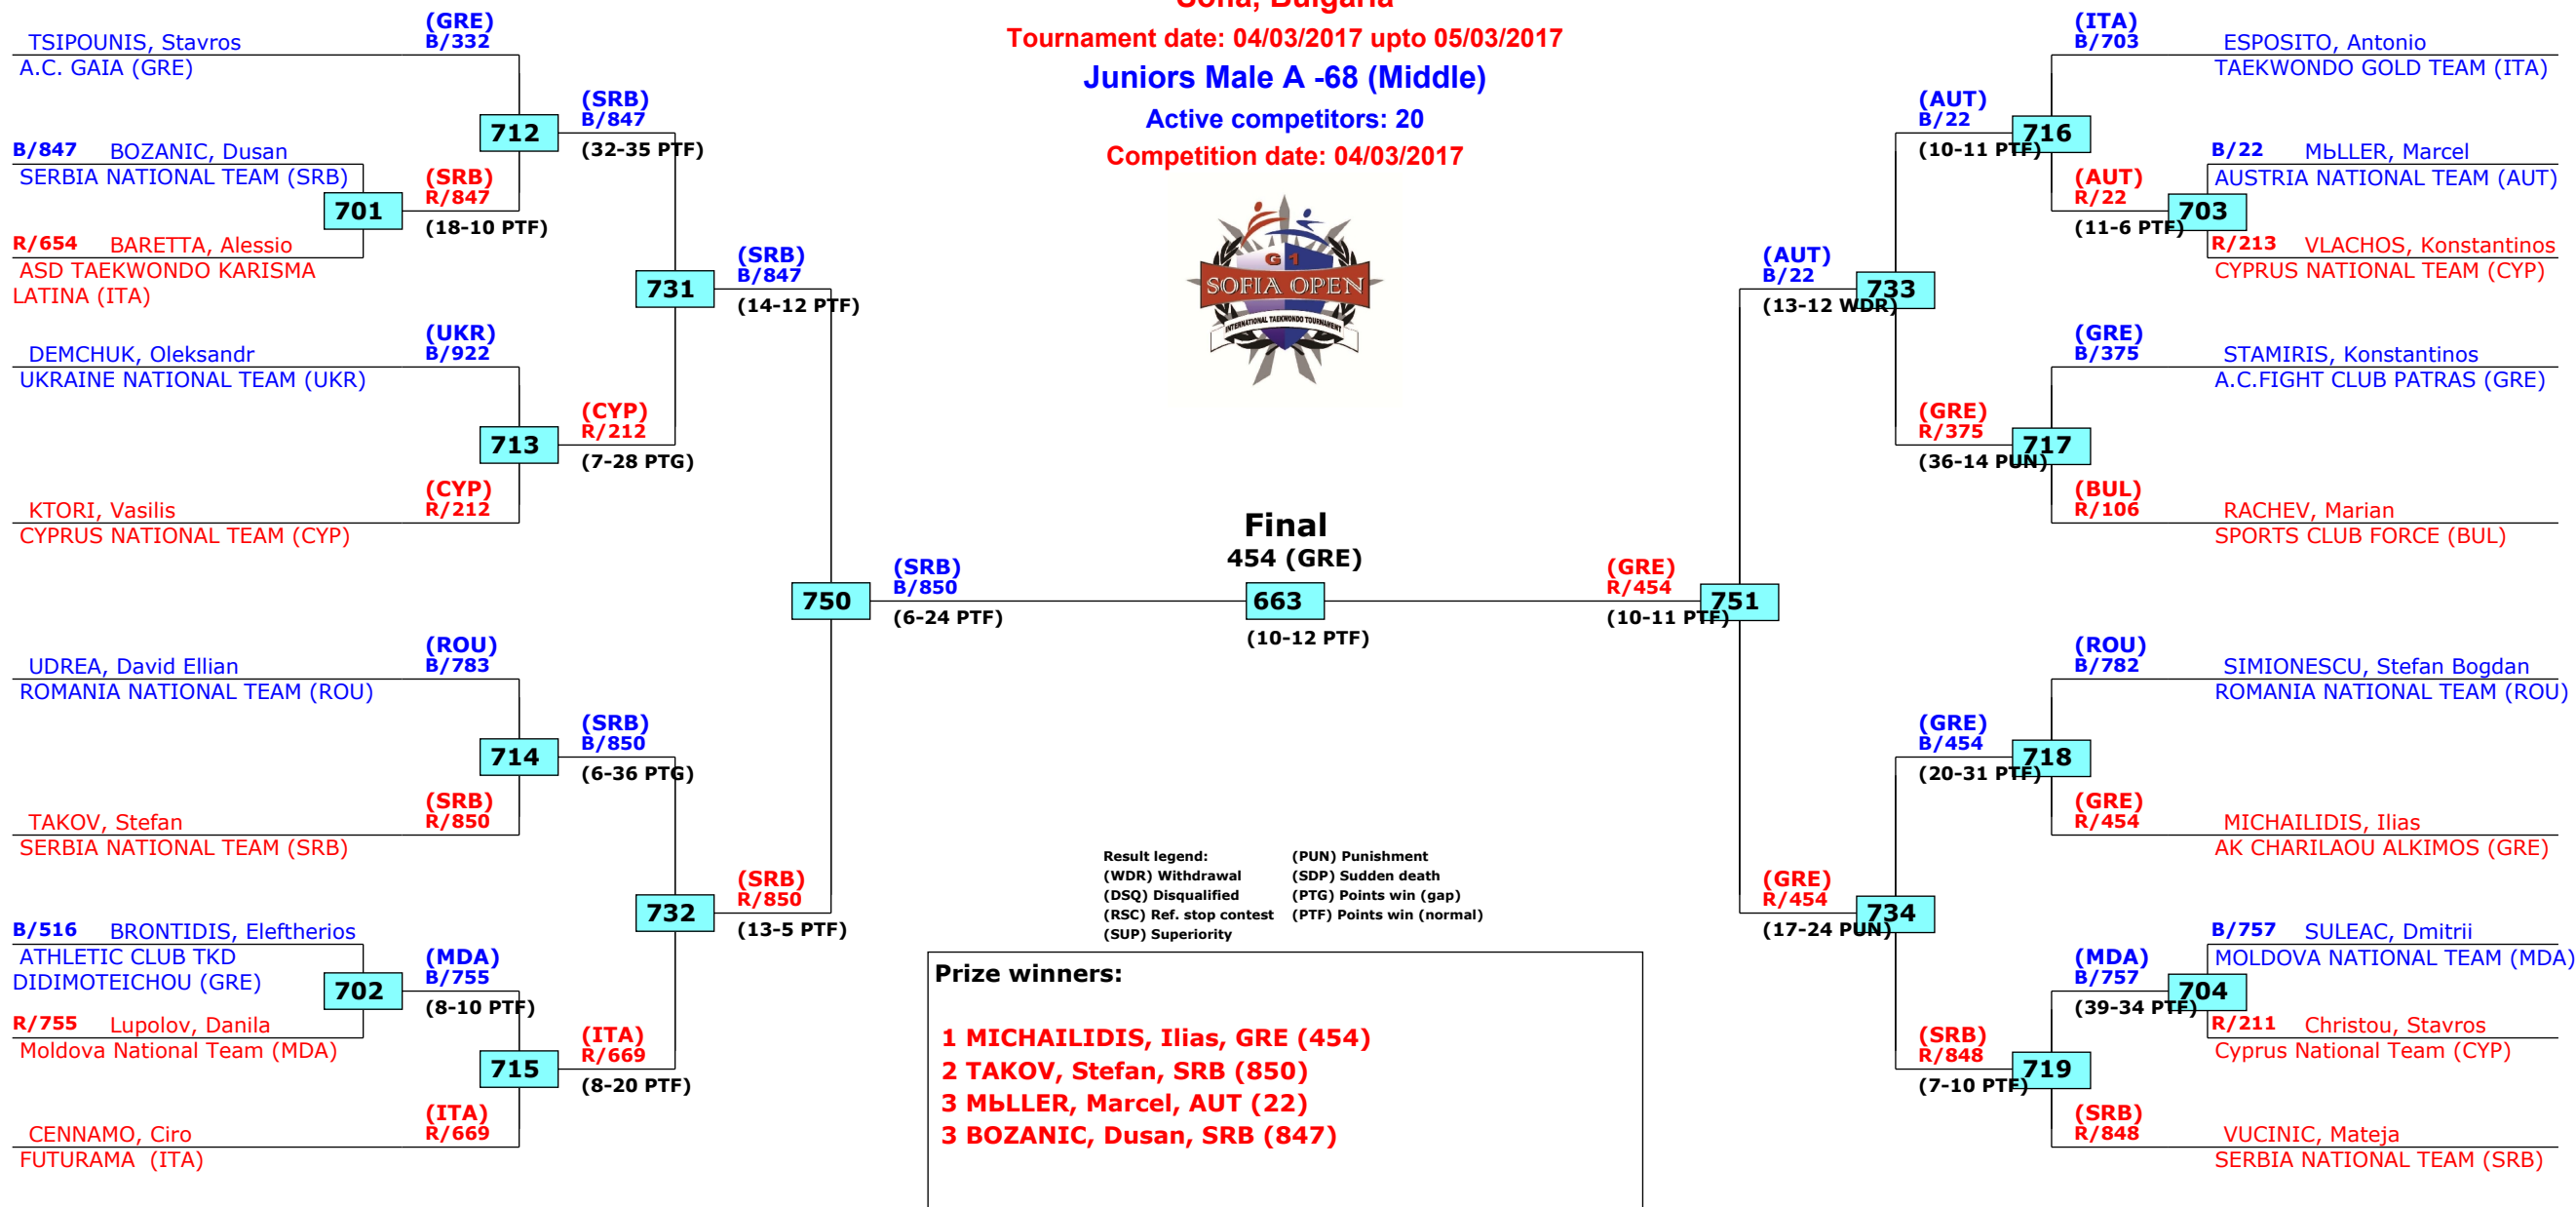 Sofia, Bulgaria
Tournament date: 04/03/2017 upto 05/03/2017
Juniors Male A -68 (Middle)
Active competitors: 20
Competition date: 04/03/2017
G 1
SOFIA OPEN
INTERNATIONAL TAEKWONDO TOURNAMENT
(GRE)
TSIPOUNIS, Stavros B/332
A.C. GAIA (GRE)
712
(SRB)
B/847
(32-35 PTF)
B/847 BOZANIC, Dusan
SERBIA NATIONAL TEAM (SRB)
701
(SRB)
R/847
(18-10 PTF)
R/654 BARETTA, Alessio
ASD TAEKWONDO KARISMA
LATINA (ITA)
731
(SRB)
B/847
(14-12 PTF)
(UKR)
DEMCHUK, Oleksandr B/922
UKRAINE NATIONAL TEAM (UKR)
713
(CYP)
R/212
(7-28 PTG)
(CYP)
KTORI, Vasilis R/212
CYPRUS NATIONAL TEAM (CYP)
750
(SRB)
B/850
(6-24 PTF)
(ROU)
UDREA, David Ellian B/783
ROMANIA NATIONAL TEAM (ROU)
714
(SRB)
B/850
(6-36 PTG)
(SRB)
TAKOV, Stefan R/850
SERBIA NATIONAL TEAM (SRB)
732
(SRB)
R/850
(13-5 PTF)
B/516 BRONTIDIS, Eleftherios
ATHLETIC CLUB TKD
DIDIMOTEICHOU (GRE)
702
(MDA)
B/755
(8-10 PTF)
R/755 Lupolov, Danila
Moldova National Team (MDA)
715
(ITA)
R/669
(8-20 PTF)
(ITA)
CENNAMO, Ciro R/669
FUTURAMA (ITA)
Final
454 (GRE)
663
(10-12 PTF)
(GRE)
R/454
751
(10-11 PTF)
(ITA)
B/703 ESPOSITO, Antonio
TAEKWONDO GOLD TEAM (ITA)
(AUT)
B/22
716
(10-11 PTF)
B/22 MЬLLER, Marcel
AUSTRIA NATIONAL TEAM (AUT)
(AUT)
R/22
703
(11-6 PTF)
R/213 VLACHOS, Konstantinos
CYPRUS NATIONAL TEAM (CYP)
(AUT)
B/22
733
(13-12 WDR)
(GRE)
B/375 STAMIRIS, Konstantinos
A.C.FIGHT CLUB PATRAS (GRE)
(GRE)
R/375
717
(36-14 PUN)
(BUL)
R/106 RACHEV, Marian
SPORTS CLUB FORCE (BUL)
(ROU)
B/782 SIMIONESCU, Stefan Bogdan
ROMANIA NATIONAL TEAM (ROU)
(GRE)
B/454
718
(20-31 PTF)
(GRE)
R/454 MICHAILIDIS, Ilias
AK CHARILAOU ALKIMOS (GRE)
(GRE)
R/454
734
(17-24 PUN)
B/757 SULEAC, Dmitrii
MOLDOVA NATIONAL TEAM (MDA)
(MDA)
B/757
704
(39-34 PTF)
R/211 Christou, Stavros
Cyprus National Team (CYP)
(SRB)
R/848
719
(7-10 PTF)
(SRB)
R/848 VUCINIC, Mateja
SERBIA NATIONAL TEAM (SRB)
Result legend: (PUN) Punishment
(WDR) Withdrawal (SDP) Sudden death
(DSQ) Disqualified (PTG) Points win (gap)
(RSC) Ref. stop contest (PTF) Points win (normal)
(SUP) Superiority
Prize winners:
1 MICHAILIDIS, Ilias, GRE (454)
2 TAKOV, Stefan, SRB (850)
3 MЬLLER, Marcel, AUT (22)
3 BOZANIC, Dusan, SRB (847)